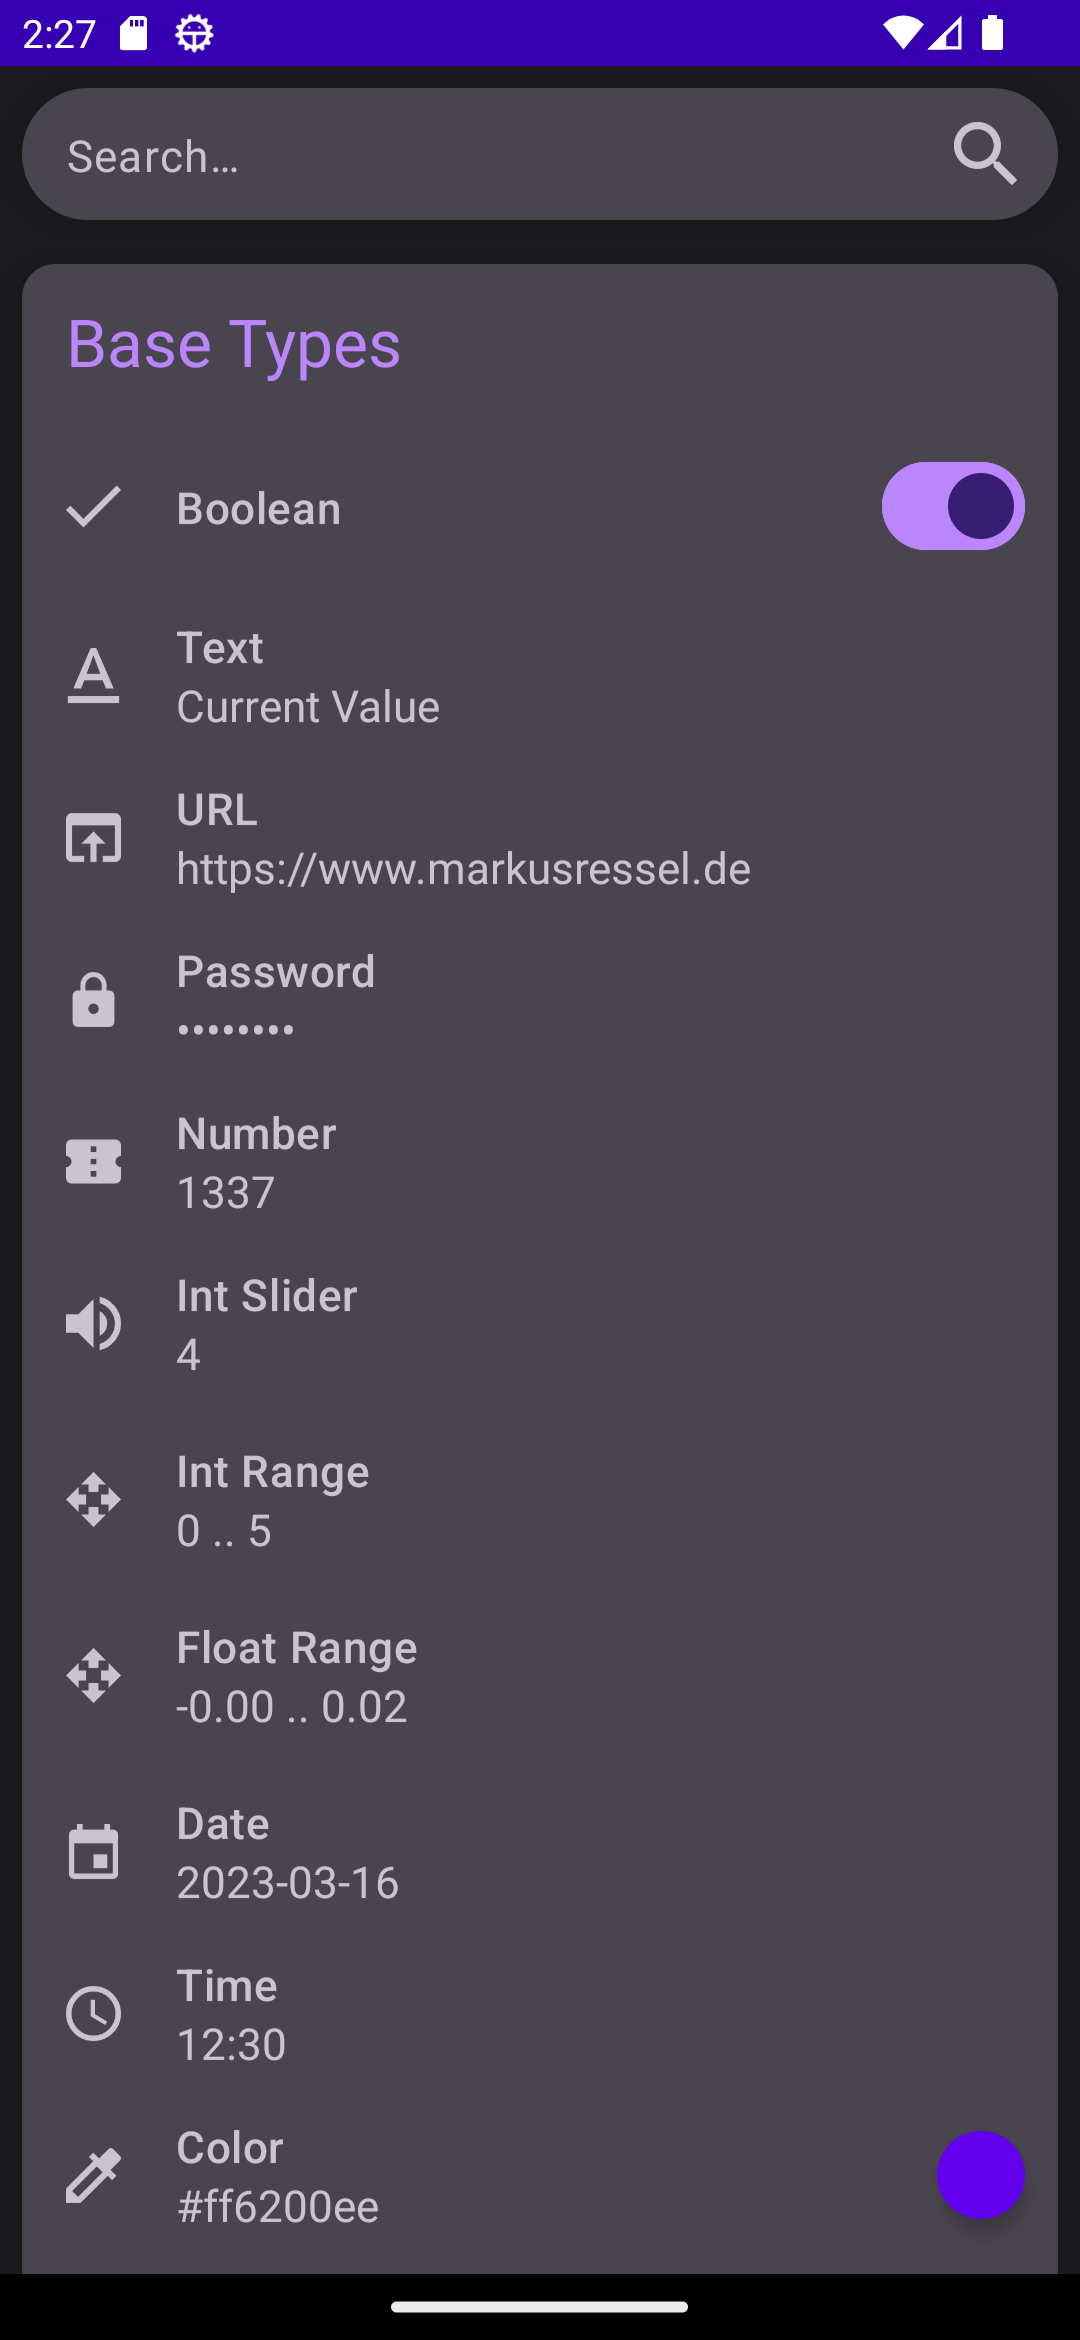 2:27
Search…
Base Types
Boolean
Text
Current Value
URL
https://www.markusressel.de
Password
••••••••
Number
1337
Int Slider
4
Int Range
0 .. 5
Float Range
-0.00 .. 0.02
Date
2023-03-16
Time
12:30
Color
#ff6200ee